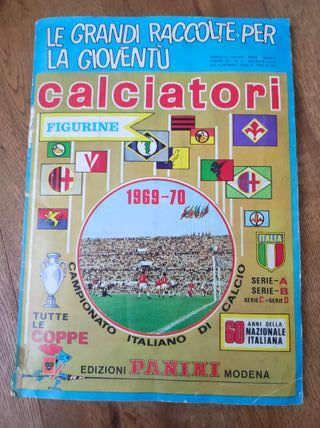 LE GRANDI RACCOLTE PER
LA GIOVENTÙ
calciatori
FIGURINE
1969-70
CAMPIONATO ITALIANO DI CALCIO
ITALIA
SERIE-A
SERIE-B
SERIE C - SERIE D
TUTTE
LE
COPPE
60 ANNI DELLA
NAZIONALE
ITALIANA
EDIZIONI PANINI MODENA